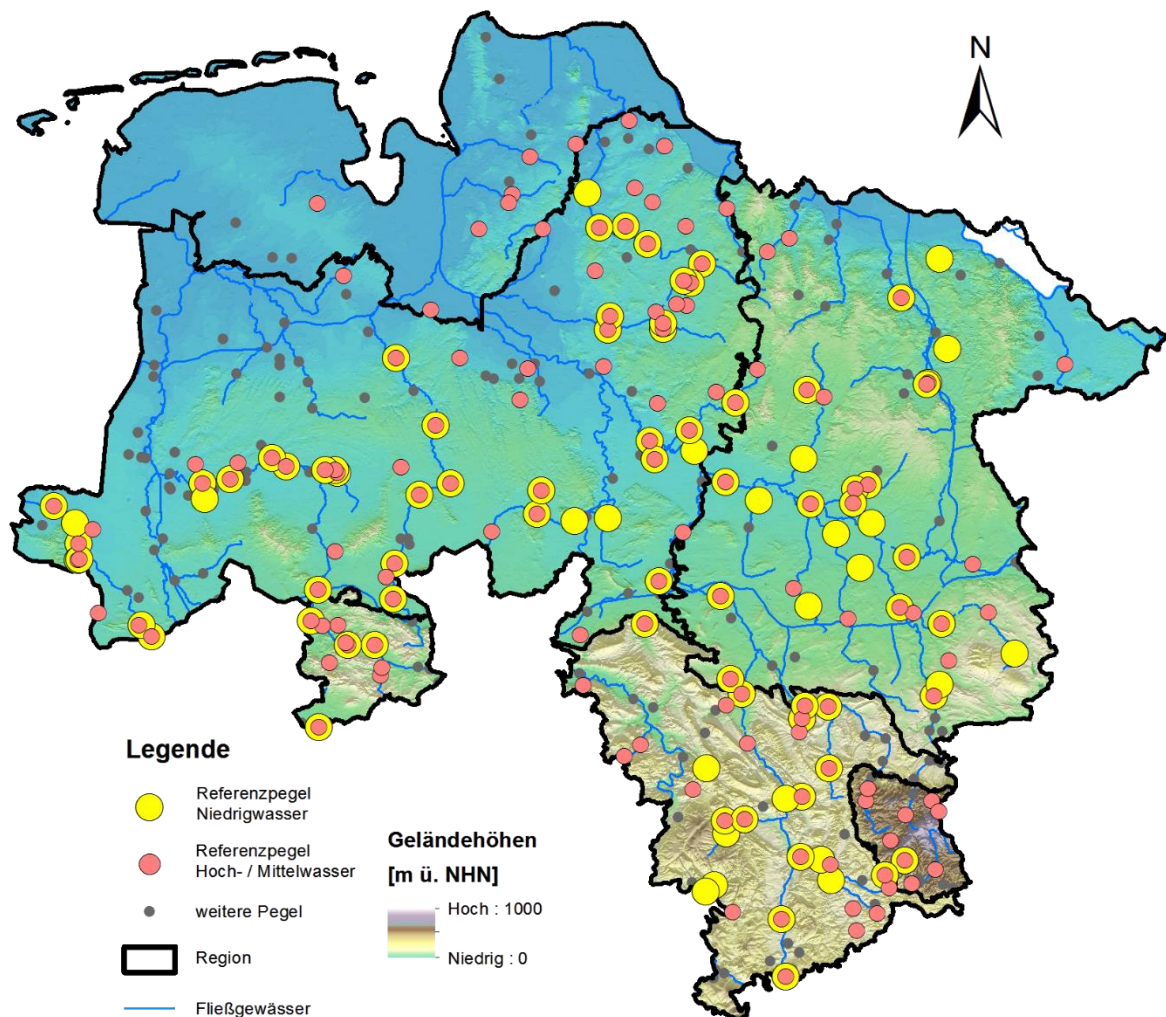 N
Legende
Referenzpegel
Niedrigwasser
Referenzpegel
Hoch- / Mittelwasser
weitere Pegel
Region
Fließgewässer
Geländehöhen
[m ü. NHN]
Hoch : 1000
Niedrig : 0